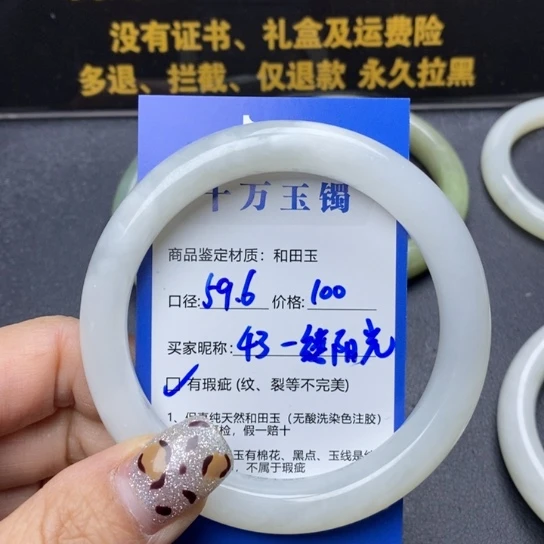 没有证书、礼盒及运费险
多退、拦截、仅退款 永久拉黑
十万玉镯
商品鉴定材质：和田玉
口径: 59.6 价格: 100
买家昵称: 43 一缕阳光
有瑕疵 (纹、裂等不完美)
1、保真纯天然和田玉 (无酸洗染色注胶)
检，假一赔十
玉有棉花、黑点、玉线是
，不属于瑕疵